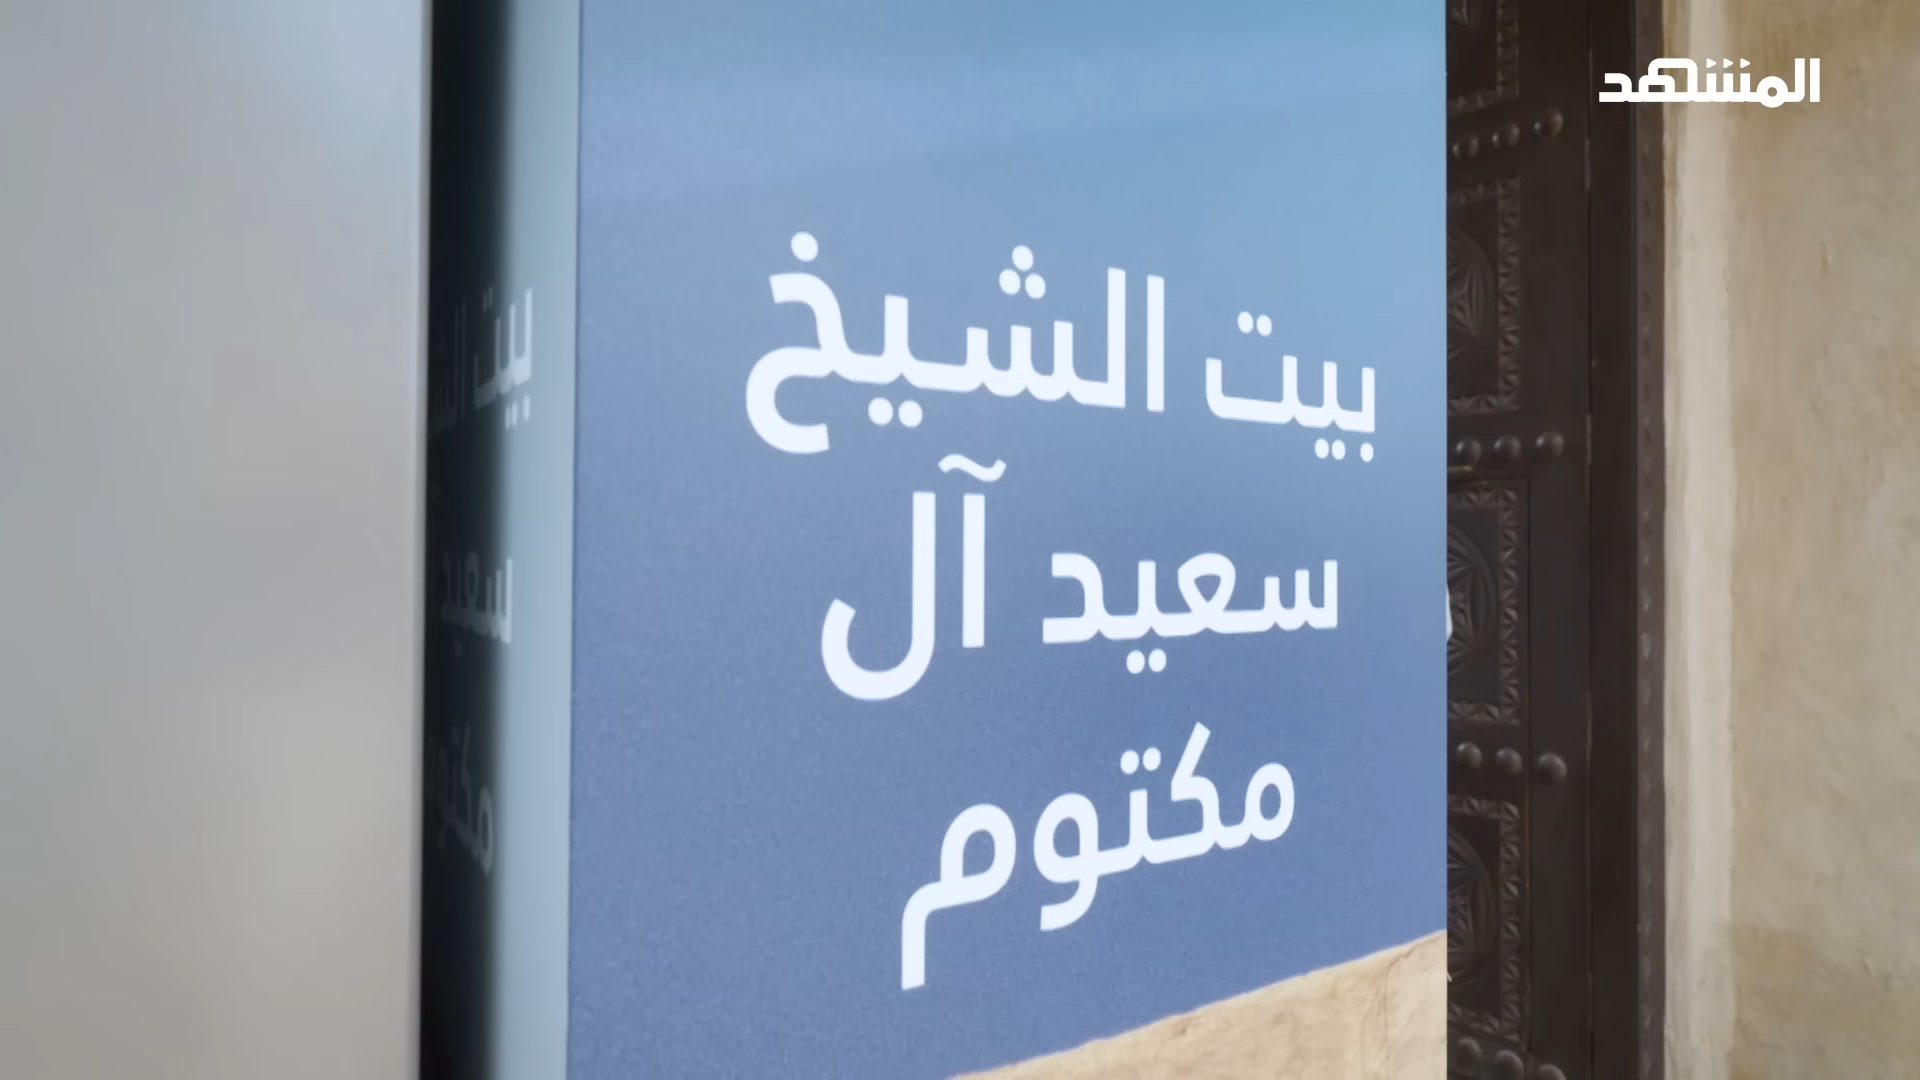 المشهد
بيت الشيخ
سعيد آل
مكتوم